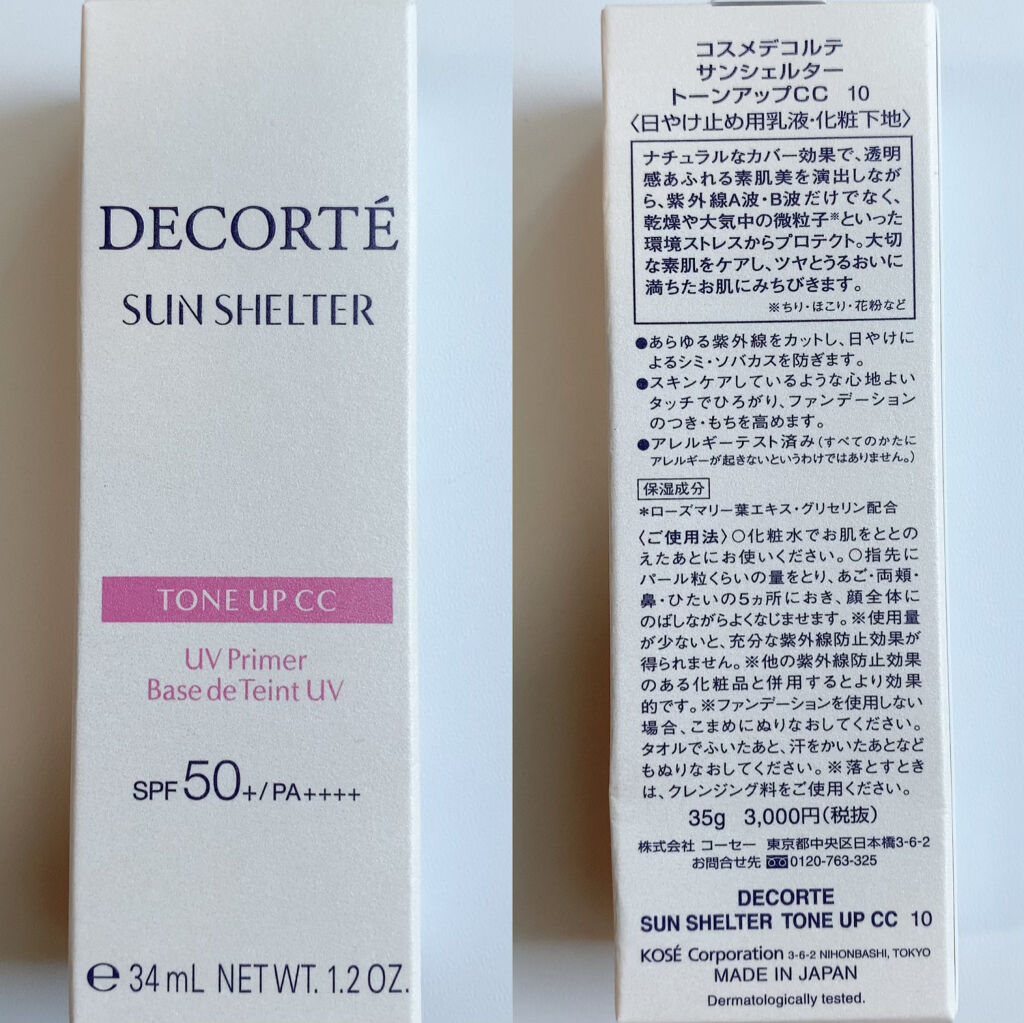 DECORTÉ
SUN SHELTER
TONE UP CC
UV Primer
Base de Teint UV
SPF 50+/PA++++
℮ 34 mL NET WT. 1.2 OZ.
コスメデコルテ
サンシェルター
トーンアップCC 10
〈日やけ止め用乳液・化粧下地〉
ナチュラルなカバー効果で、透明
感あふれる素肌美を演出しなが
ら、紫外線A波・B波だけでなく、
乾燥や大気中の微粒子※といった
環境ストレスからプロテクト。大切
な素肌をケアし、ツヤとうるおいに
満ちたお肌にみちびきます。
※ちり・ほこり・花粉など
●あらゆる紫外線をカットし、日やけに
よるシミ・ソバカスを防ぎます。
●スキンケアしているような心地よい
タッチでひろがり、ファンデーション
のつき・もちを高めます。
●アレルギーテスト済み(すべてのかたに
アレルギーが起きないというわけではありません。)
保湿成分
*ローズマリー葉エキス・グリセリン配合
〈ご使用法〉○化粧水でお肌をととの
えたあとにお使いください。○指先に
パール粒くらいの量をとり、あご・両頬・
鼻・ひたいの5ヵ所におき、顔全体に
のばしながらよくなじませます。※使用量
が少ないと、充分な紫外線防止効果が
得られません。※他の紫外線防止効果
のある化粧品と併用するとより効果
的です。※ファンデーションを使用しない
場合、こまめにぬりなおしてください。
タオルでふいたあと、汗をかいたあとなど
もぬりなおしてください。※落とすとき
は、クレンジング料をご使用ください。
35g 3,000円(税抜)
株式会社 コーセー 東京都中央区日本橋3-6-2
お問合せ先 0120-763-325
DECORTE
SUN SHELTER TONE UP CC 10
KOSÉ Corporation 3-6-2 NIHONBASHI, TOKYO
MADE IN JAPAN
Dermatologically tested.